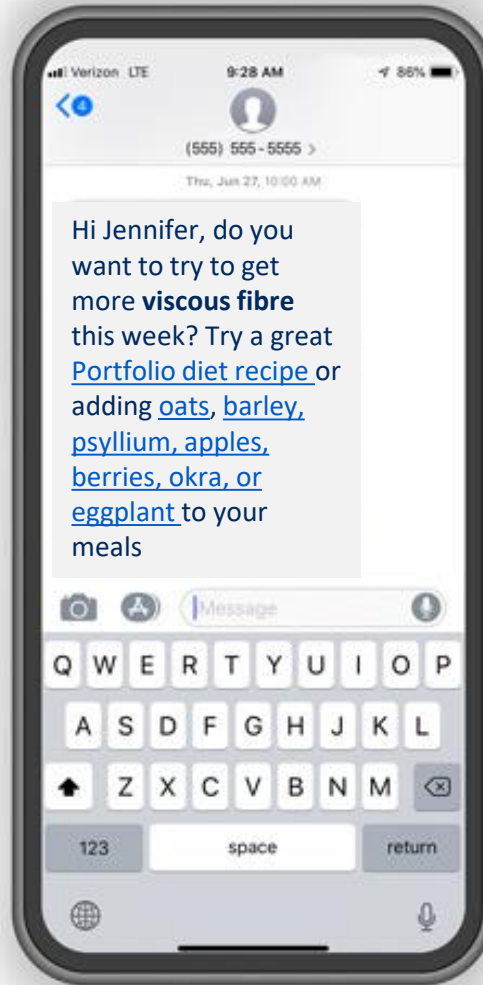 Verizon LTE 9:28 AM 86%
4
(555) 555-5555 >
Thu, Jun 27, 10:00 AM
Hi Jennifer, do you
want to try to get
more viscous fibre
this week? Try a great
Portfolio diet recipe or
adding oats, barley,
psyllium, apples,
berries, okra, or
eggplant to your
meals
Message
Q W E R T Y U I O P
A S D F G H J K L
Z X C V B N M
123 space return